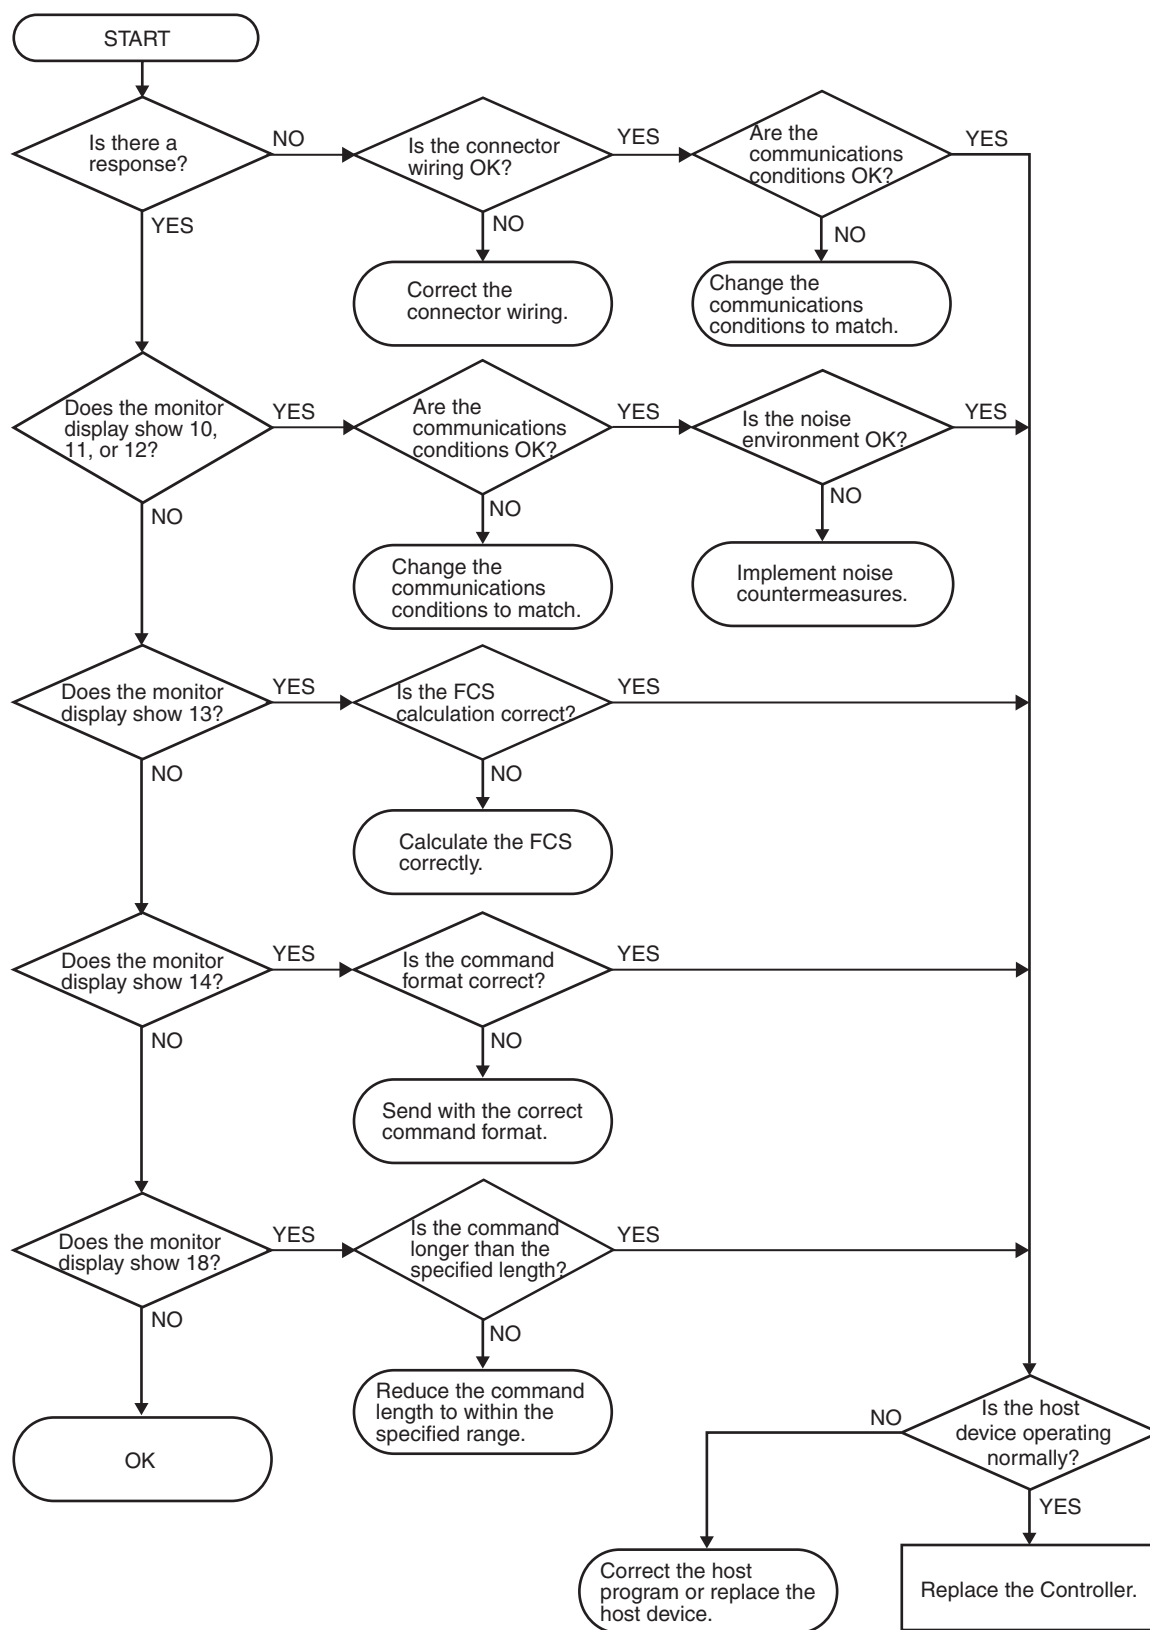 START
Is there a
response?
NO
Is the connector
wiring OK?
YES
Are the
communications
conditions OK?
YES
YES
NO
NO
Correct the
connector wiring.
Change the
communications
conditions to match.
Does the monitor
display show 10,
11, or 12?
YES
Are the
communications
conditions OK?
YES
Is the noise
environment OK?
YES
NO
NO
NO
Change the
communications
conditions to match.
Implement noise
countermeasures.
Does the monitor
display show 13?
YES
Is the FCS
calculation correct?
YES
NO
NO
Calculate the FCS
correctly.
Does the monitor
display show 14?
YES
Is the command
format correct?
YES
NO
NO
Send with the correct
command format.
Does the monitor
display show 18?
YES
Is the command
longer than the
specified length?
YES
NO
NO
Reduce the command
length to within the
specified range.
OK
Is the host
device operating
normally?
NO
YES
Correct the host
program or replace the
host device.
Replace the Controller.